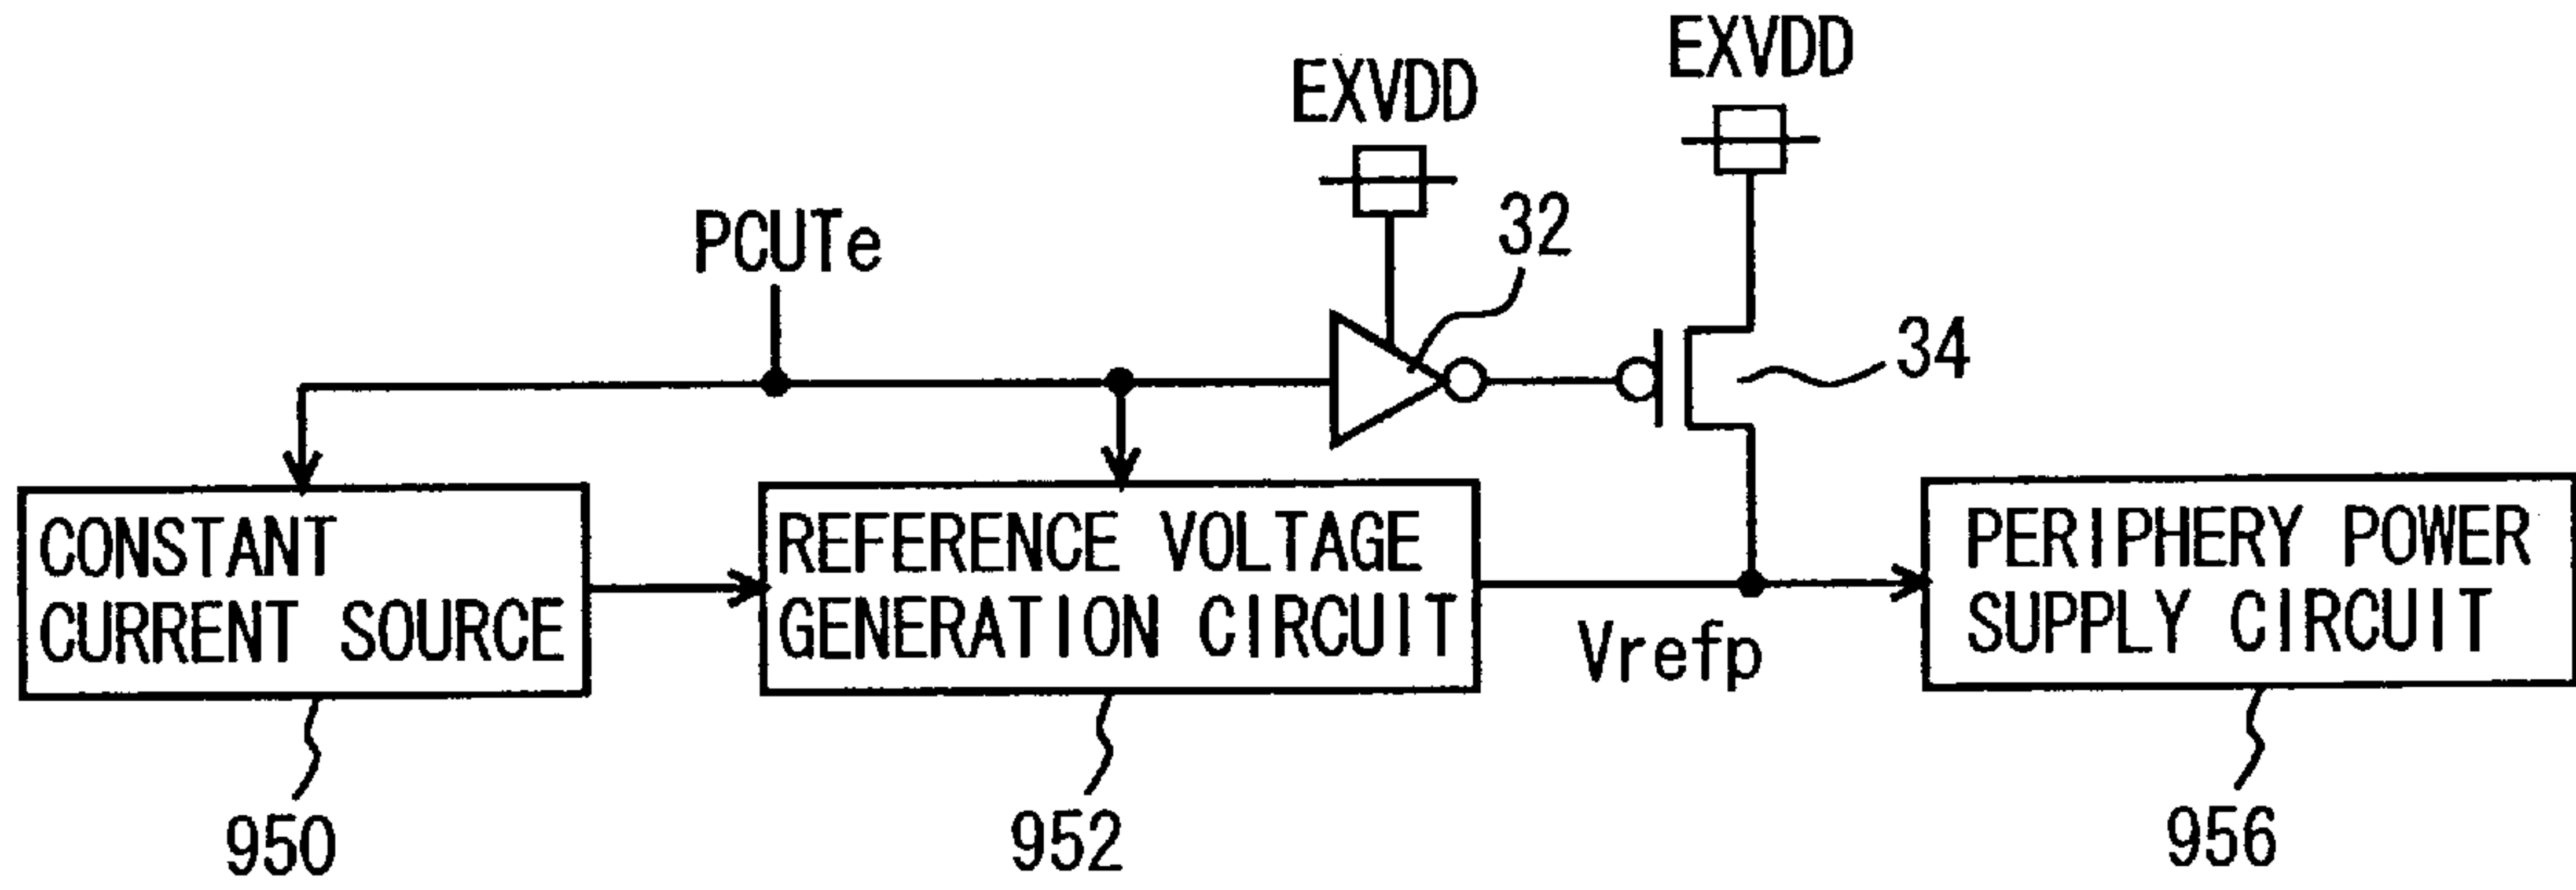 EXVDD
EXVDD
PCUTe
32
34
CONSTANT
CURRENT SOURCE
REFERENCE VOLTAGE
GENERATION CIRCUIT
Vrefp
PERIPHERY POWER
SUPPLY CIRCUIT
950
952
956